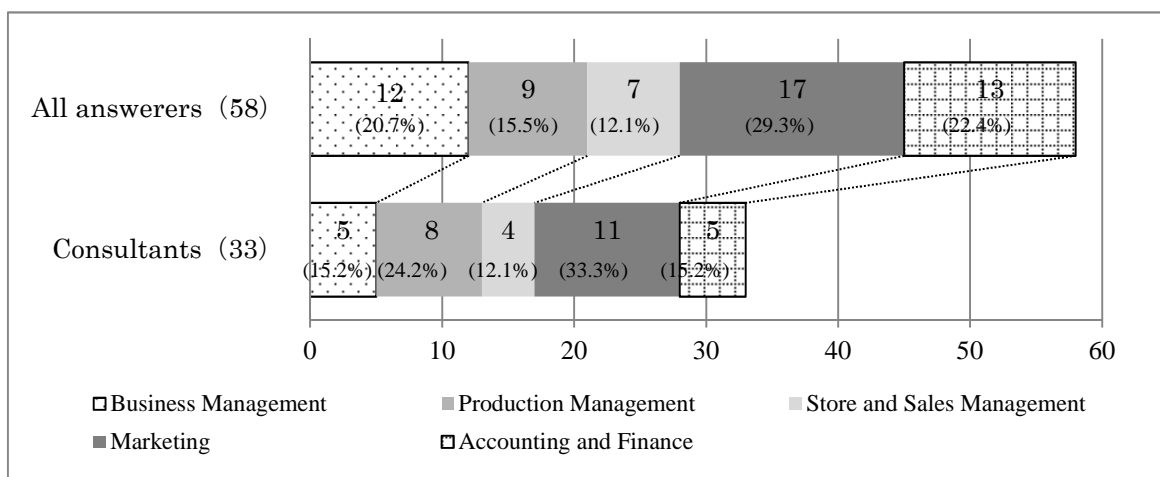 12 9 7 17 13
All answerers（58） (20.7%) (15.5%) (12.1%) (29.3%) (22.4%)
5 8 4 11 5
Consultants（33） (15.2%) (24.2%) (12.1%) (33.3%) (15.2%)
0 10 20 30 40 50 60
Business Management Production Management Store and Sales Management
Marketing Accounting and Finance